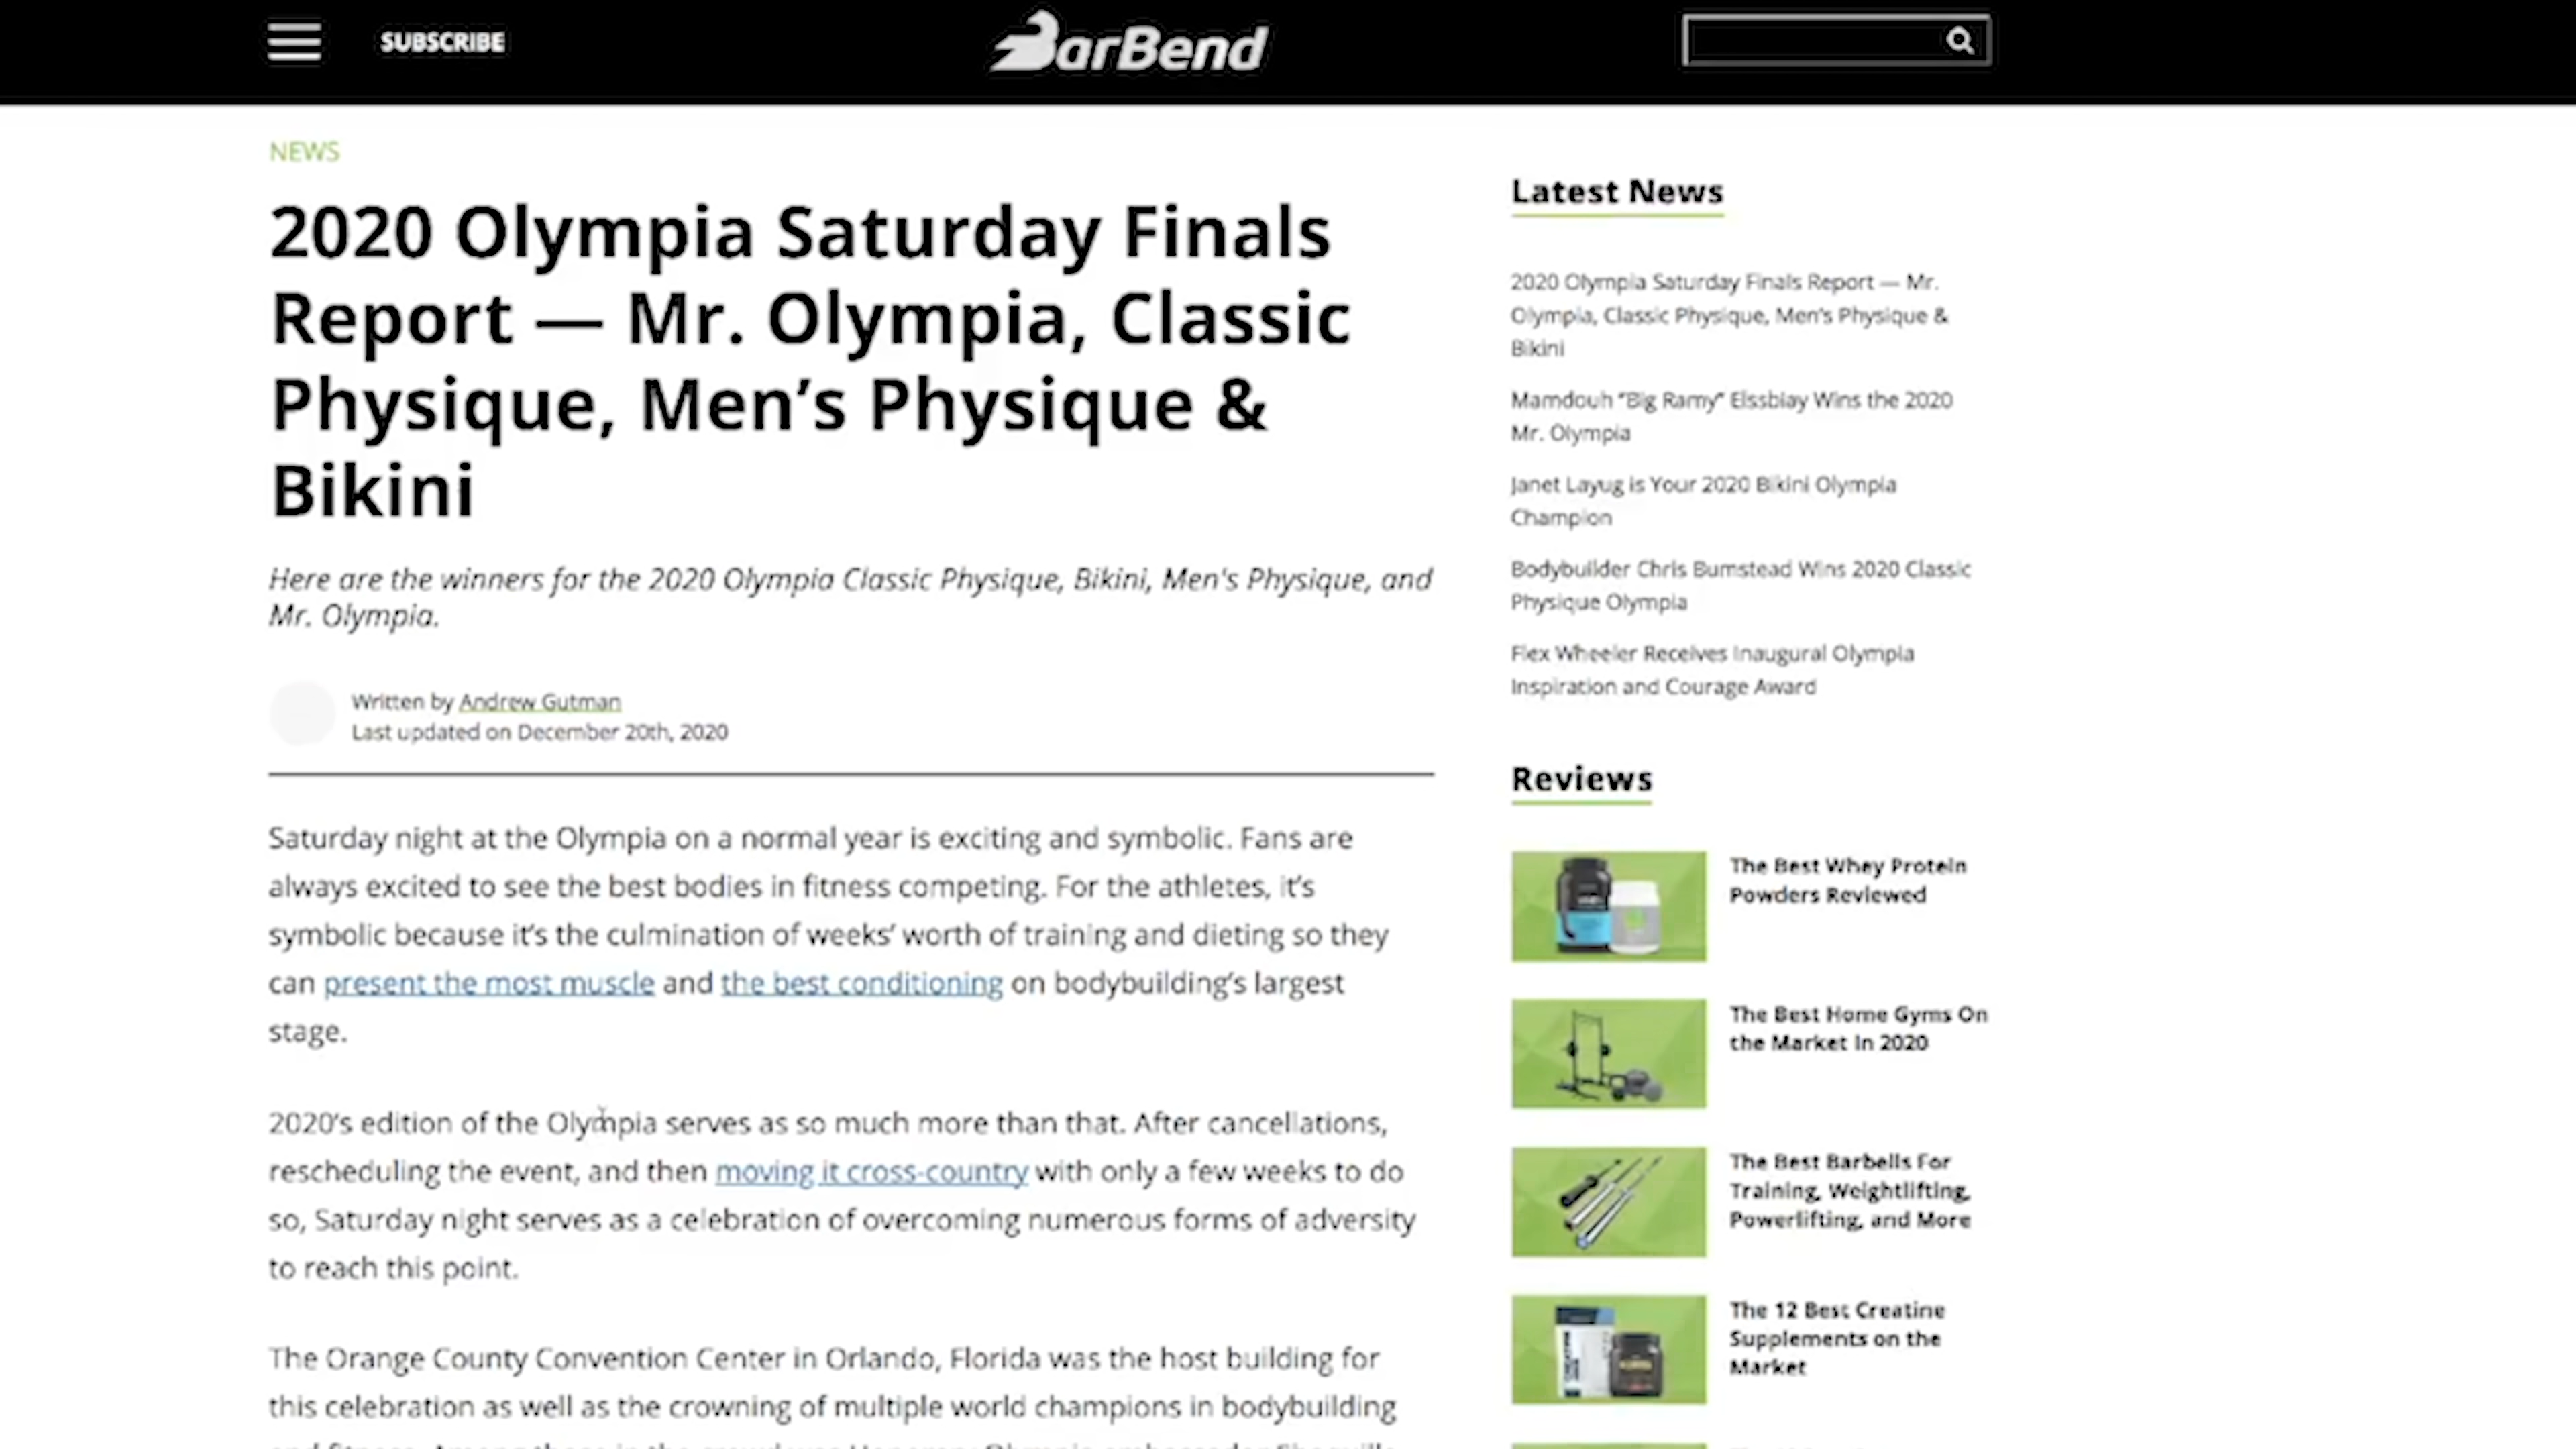 SUBSCRIBE
BarBend
NEWS
2020 Olympia Saturday Finals
Report — Mr. Olympia, Classic
Physique, Men’s Physique &
Bikini
Here are the winners for the 2020 Olympia Classic Physique, Bikini, Men's Physique, and
Mr. Olympia.
Written by Andrew Gutman
Last updated on December 20th, 2020
Saturday night at the Olympia on a normal year is exciting and symbolic. Fans are
always excited to see the best bodies in fitness competing. For the athletes, it’s
symbolic because it’s the culmination of weeks’ worth of training and dieting so they
can present the most muscle and the best conditioning on bodybuilding’s largest
stage.
2020’s edition of the Olympia serves as so much more than that. After cancellations,
rescheduling the event, and then moving it cross-country with only a few weeks to do
so, Saturday night serves as a celebration of overcoming numerous forms of adversity
to reach this point.
The Orange County Convention Center in Orlando, Florida was the host building for
this celebration as well as the crowning of multiple world champions in bodybuilding
Latest News
2020 Olympia Saturday Finals Report — Mr.
Olympia, Classic Physique, Men’s Physique &
Bikini
Mamdouh “Big Ramy” Elssbiay Wins the 2020
Mr. Olympia
Janet Layug is Your 2020 Bikini Olympia
Champion
Bodybuilder Chris Bumstead Wins 2020 Classic
Physique Olympia
Flex Wheeler Receives Inaugural Olympia
Inspiration and Courage Award
Reviews
The Best Whey Protein
Powders Reviewed
The Best Home Gyms On
the Market In 2020
The Best Barbells For
Training, Weightlifting,
Powerlifting, and More
The 12 Best Creatine
Supplements on the
Market